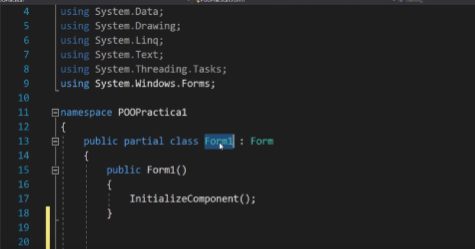 4 using System.Data;
5 using System.Drawing;
6 using System.Linq;
7 using System.Text;
8 using System.Threading.Tasks;
9 using System.Windows.Forms;
10
11 namespace POOPractica1
12 {
13 public partial class Form1 : Form
14 {
15 public Form1()
16 {
17 InitializeComponent();
18 }
19
20